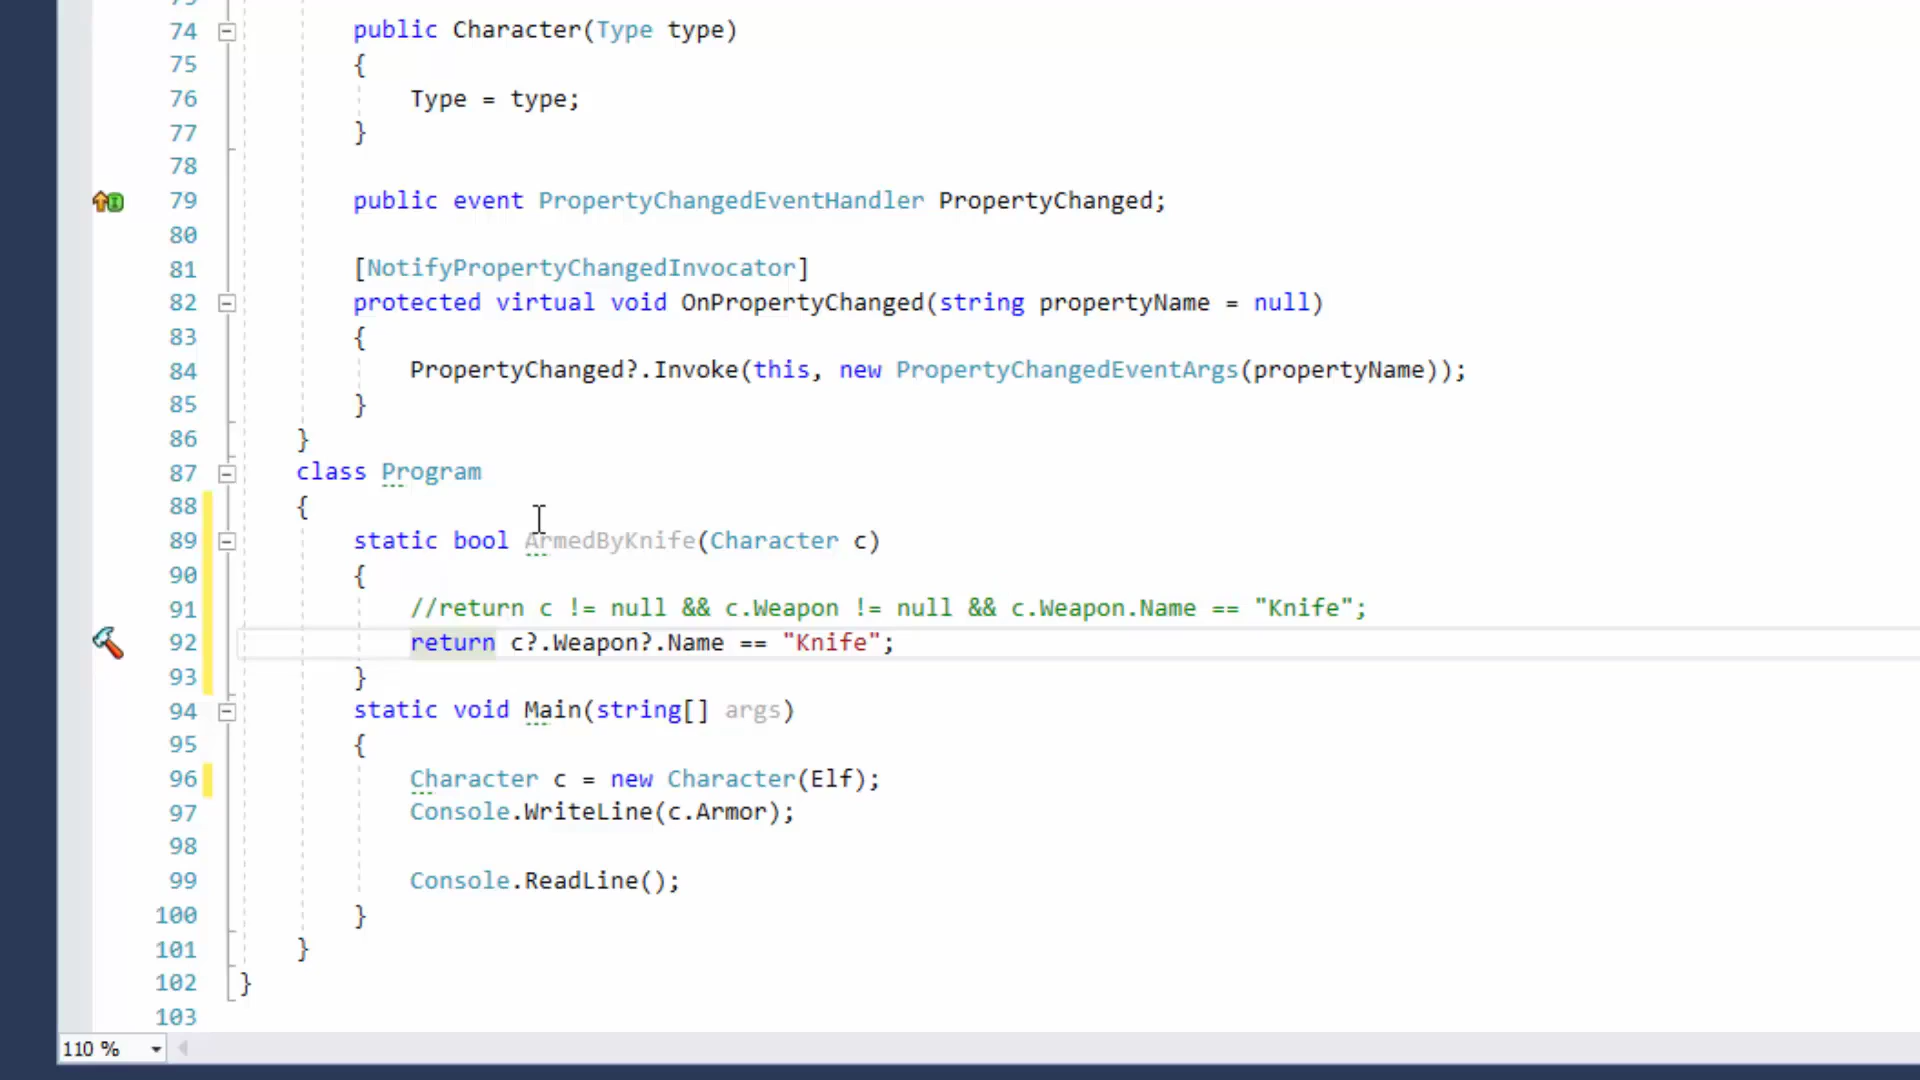 74 public Character(Type type)
75 {
76 Type = type;
77 }
78
79 public event PropertyChangedEventHandler PropertyChanged;
80
81 [NotifyPropertyChangedInvocator]
82 protected virtual void OnPropertyChanged(string propertyName = null)
83 {
84 PropertyChanged?.Invoke(this, new PropertyChangedEventArgs(propertyName));
85 }
86 }
87 class Program
88 {
89 static bool ArmedByKnife(Character c)
90 {
91 //return c != null && c.Weapon != null && c.Weapon.Name == "Knife";
92 return c?.Weapon?.Name == "Knife";
93 }
94 static void Main(string[] args)
95 {
96 Character c = new Character(Elf);
97 Console.WriteLine(c.Armor);
98
99 Console.ReadLine();
100 }
101 }
102 }
103
110 %